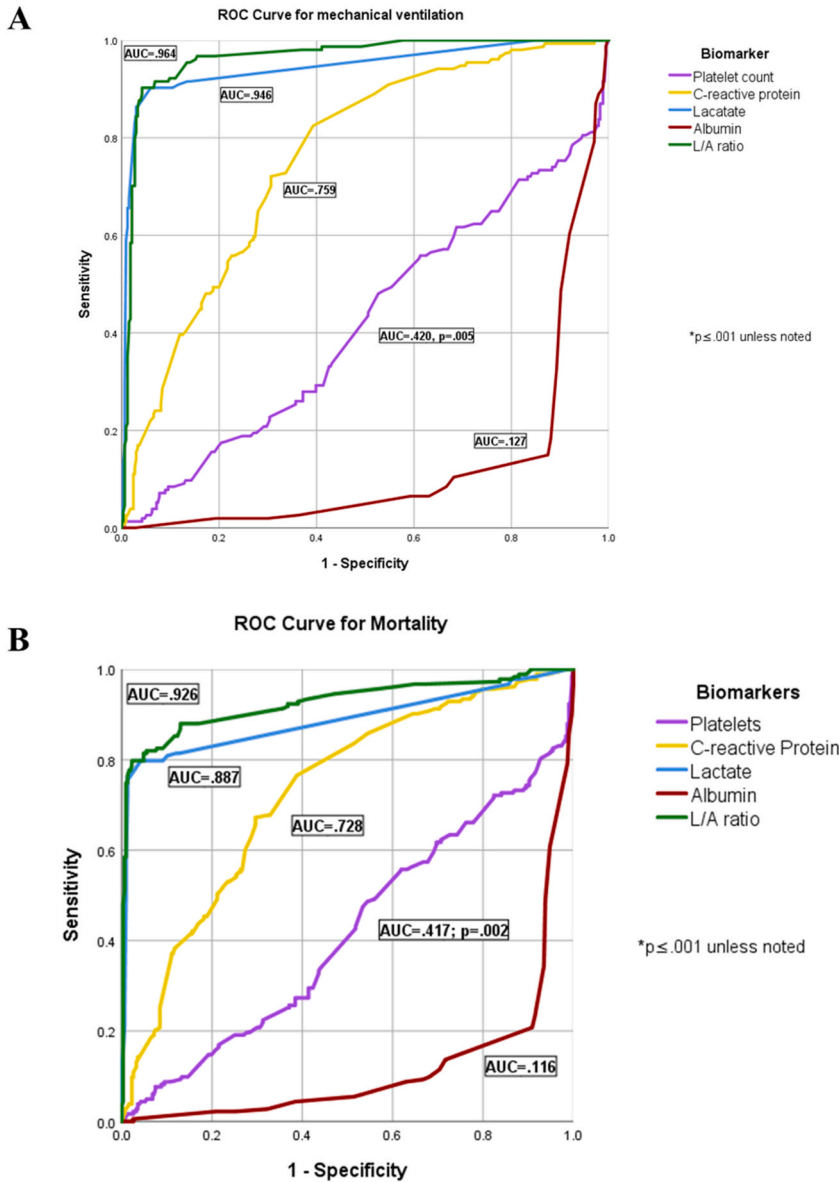 A
ROC Curve for mechanical ventilation
1.0
0.8
0.6
0.4
0.2
0.0
Sensitivity
AUC=.964
AUC=.946
AUC=.759
AUC=.420, p=.005
AUC=.127
0.0 0.2 0.4 0.6 0.8 1.0
1 - Specificity
Biomarker
Platelet count
C-reactive protein
Lacatate
Albumin
L/A ratio
*p≤.001 unless noted
B
ROC Curve for Mortality
1.0
0.8
0.6
0.4
0.2
0.0
Sensitivity
AUC=.926
AUC=.887
AUC=.728
AUC=.417; p=.002
AUC=.116
0.0 0.2 0.4 0.6 0.8 1.0
1 - Specificity
Biomarkers
Platelets
C-reactive Protein
Lactate
Albumin
L/A ratio
*p≤.001 unless noted